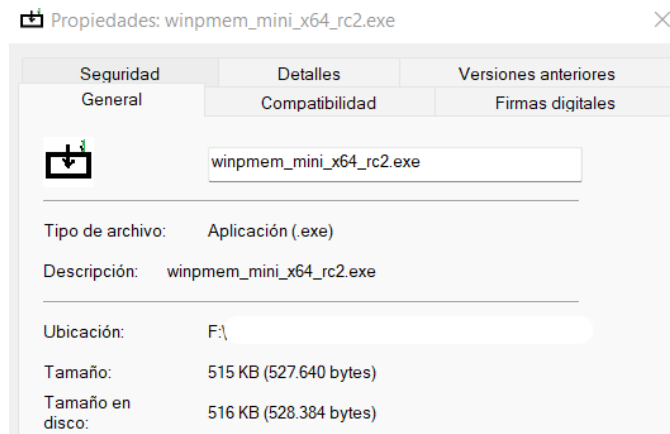 Propiedades: winpmem_mini_x64_rc2.exe
Seguridad Detalles Versiones anteriores
General Compatibilidad Firmas digitales
winpmem_mini_x64_rc2.exe
Tipo de archivo: Aplicación (.exe)
Descripción: winpmem_mini_x64_rc2.exe
Ubicación: F:\
Tamaño: 515 KB (527.640 bytes)
Tamaño en
disco: 516 KB (528.384 bytes)